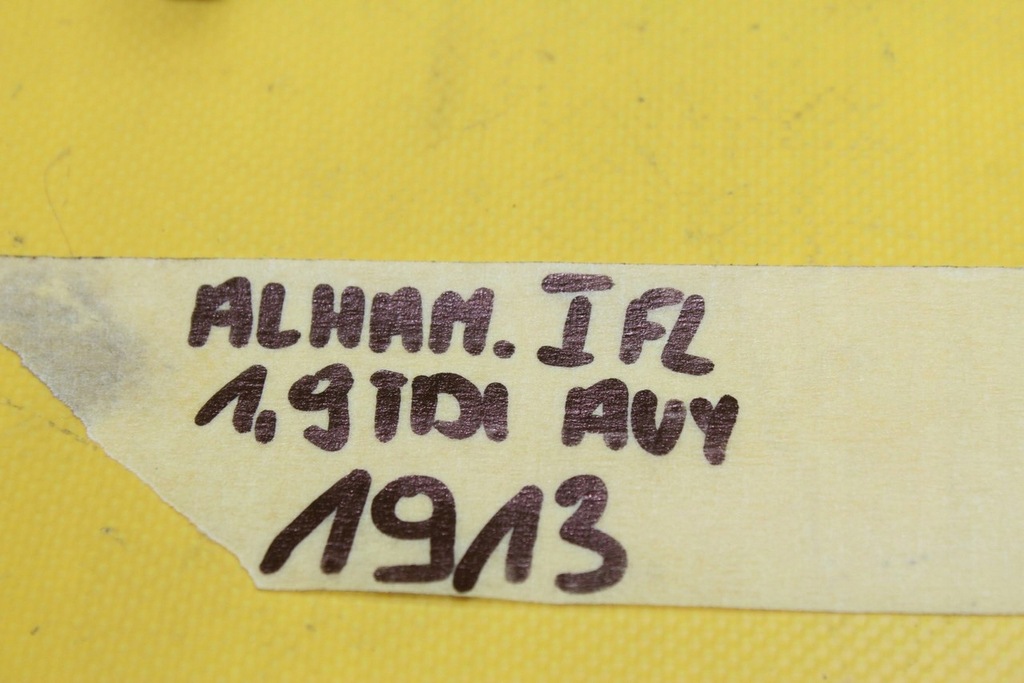 ALHAM. I FL
1,9 TDI AUY
1913